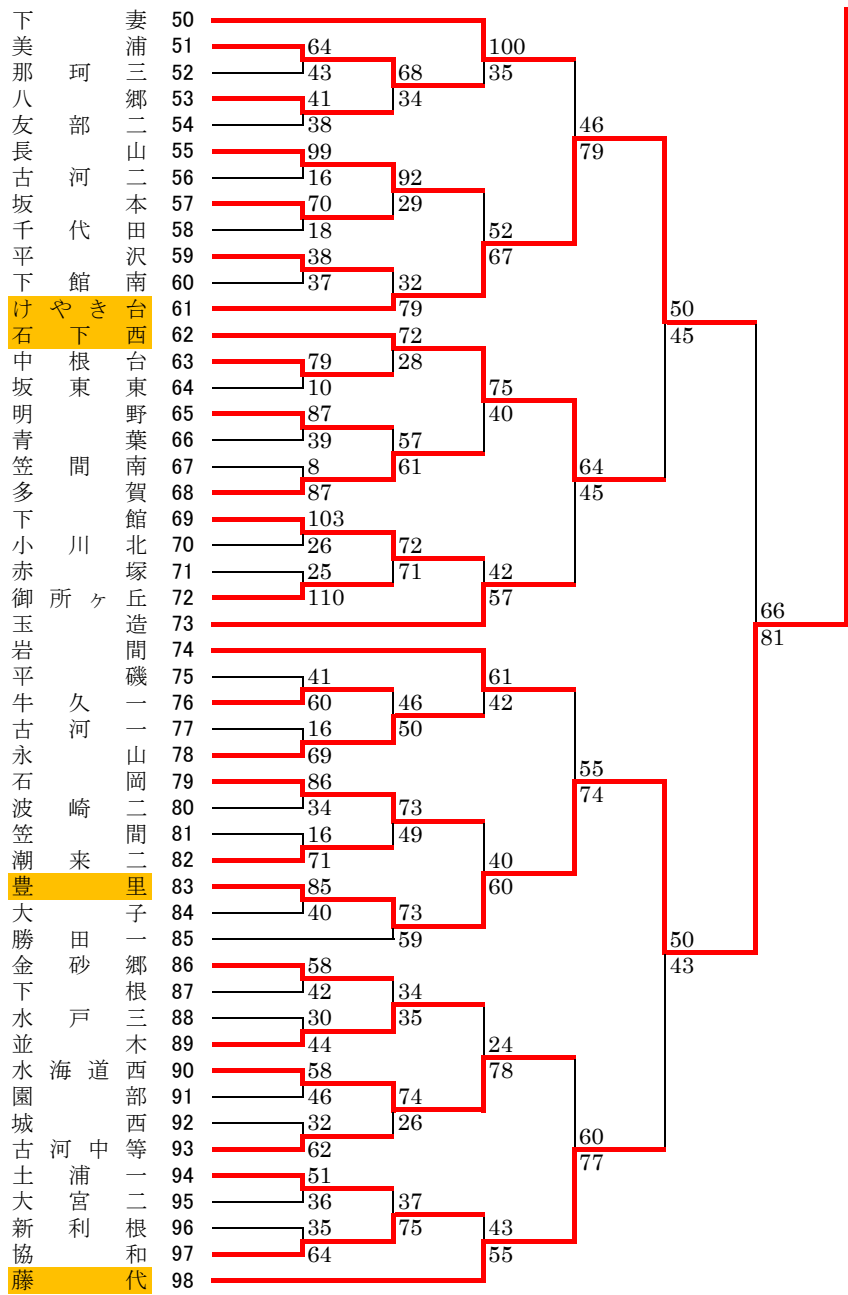 下妻 50
美浦 51 64 100
那珂三 52 43 68 35
八郷 53 41 34
友部二 54 38 46
長山 55 99 79
古河二 56 16 92
坂本 57 70 29
千代田 58 18 52
平沢 59 38 67
下館南 60 37 32
けやき台 61 79 50
石下西 62 72 45
中根台 63 79 28
坂東東 64 10 75
明野 65 87 40
青葉 66 39 57
笠間南 67 8 61 64
多賀 68 87 45
下館 69 103
小川北 70 26 72
赤塚 71 25 71 42
御所ヶ丘 72 110 57
玉造 73 66
岩間 74 81
平磯 75 41 61
牛久一 76 60 46 42
古河一 77 16 50
永山 78 69 55
石岡 79 86 74
波崎二 80 34 73
笠間 81 16 49
潮来二 82 71 40
豊里 83 85 60
大子 84 40 73
勝田一 85 59 50
金砂郷 86 58 43
下根 87 42 34
水戸三 88 30 35
並木 89 44 24
水海道西 90 58 78
園部 91 46 74
城西 92 32 26 60
古河中等 93 62 77
土浦一 94 51
大宮二 95 36 37
新利根 96 35 75 43
協和 97 64 55
藤代 98